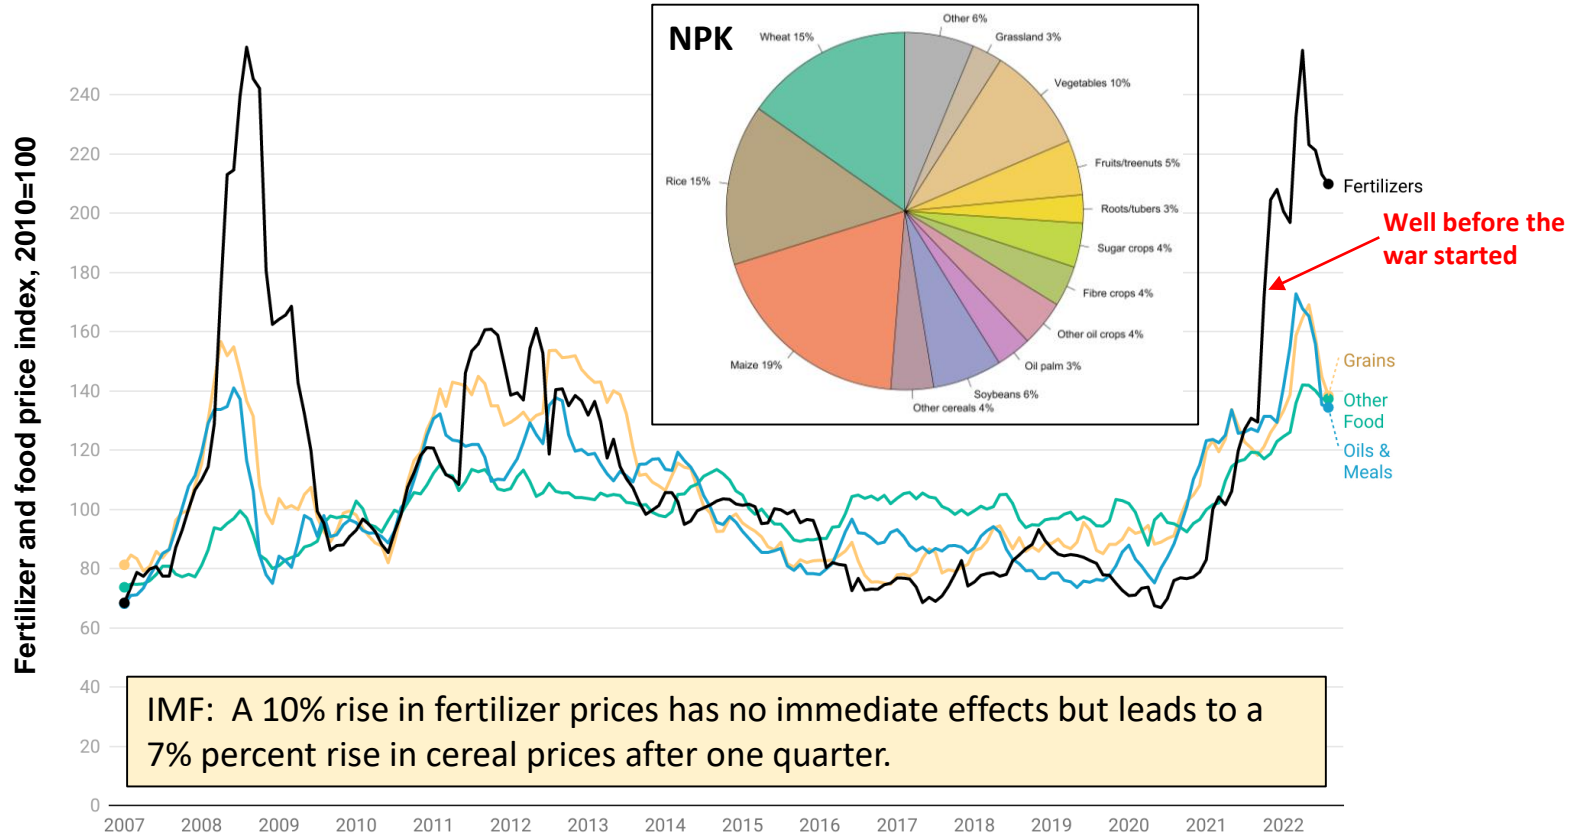 Fertilizer and food price index, 2010=100
240
220
200
180
160
140
120
100
80
60
40
20
0
2007
2008
2009
2010
2011
2012
2013
2014
2015
2016
2017
2018
2019
2020
2021
2022
NPK
Other 6%
Grassland 3%
Vegetables 10%
Fruits/treenuts 5%
Roots/tubers 3%
Sugar crops 4%
Fibre crops 4%
Other oil crops 4%
Oil palm 3%
Soybeans 6%
Other cereals 4%
Maize 19%
Rice 15%
Wheat 15%
Fertilizers
Well before the
war started
Grains
Other
Food
Oils &
Meals
IMF: A 10% rise in fertilizer prices has no immediate effects but leads to a
7% percent rise in cereal prices after one quarter.